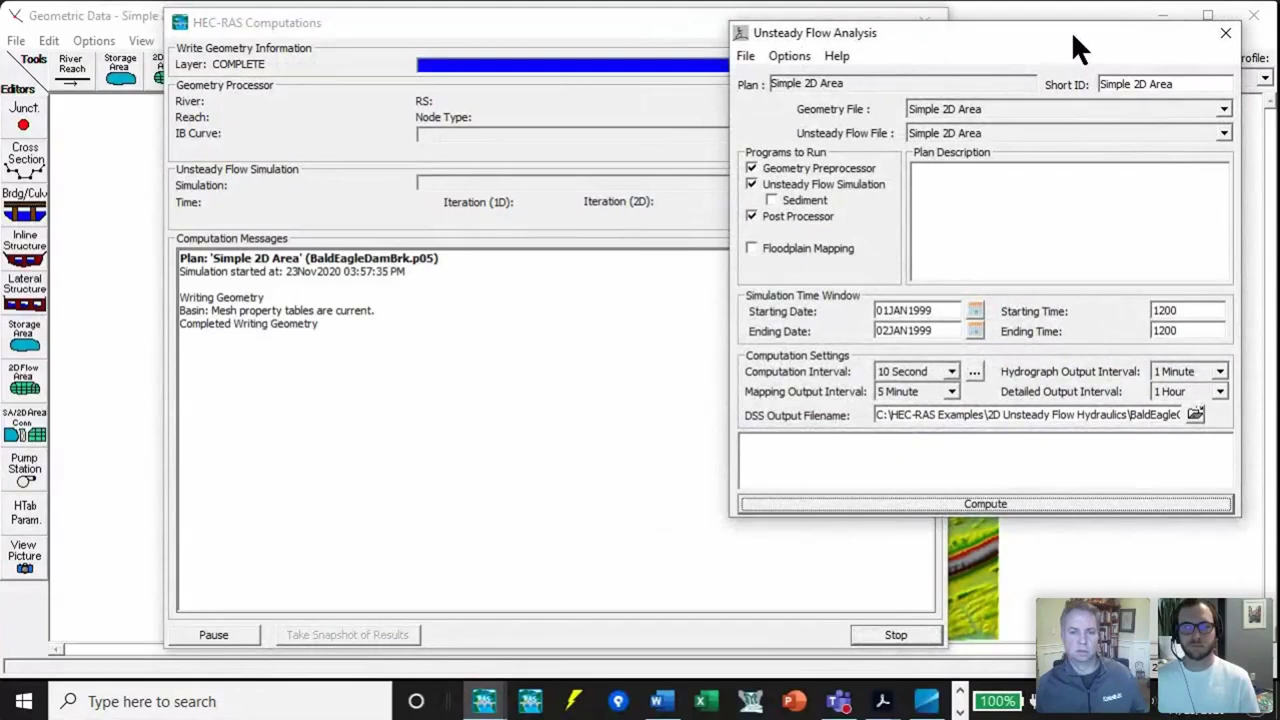 Geometric Data - Simple
File Edit Options View
Tools
River
Reach
Storage
Area
2D
Editors
Junct.
Cross
Section
Brdg/Culv
Inline
Structure
Lateral
Structure
Storage
Area
2D Flow
Area
SA/2D Area
Conn
Pump
Station
HTab
Param.
View
Picture
HEC-RAS Computations
Write Geometry Information
Layer: COMPLETE
Geometry Processor
River: RS:
Reach: Node Type:
IB Curve:
Unsteady Flow Simulation
Simulation:
Time: Iteration (1D): Iteration (2D):
Computation Messages
Plan: 'Simple 2D Area' (BaldEagleDamBrk.p05)
Simulation started at: 23Nov2020 03:57:35 PM
Writing Geometry
Basin: Mesh property tables are current.
Completed Writing Geometry
Pause Take Snapshot of Results Stop
Unsteady Flow Analysis
File Options Help
Plan : Simple 2D Area Short ID: Simple 2D Area
Geometry File : Simple 2D Area
Unsteady Flow File : Simple 2D Area
Programs to Run
Geometry Preprocessor
Unsteady Flow Simulation
Sediment
Post Processor
Floodplain Mapping
Plan Description
Simulation Time Window
Starting Date: 01JAN1999 Starting Time: 1200
Ending Date: 02JAN1999 Ending Time: 1200
Computation Settings
Computation Interval: 10 Second ... Hydrograph Output Interval: 1 Minute
Mapping Output Interval: 5 Minute Detailed Output Interval: 1 Hour
DSS Output Filename: C:\HEC-RAS Examples\2D Unsteady Flow Hydraulics\BaldEagle
Compute
rofile:
Type here to search
100%